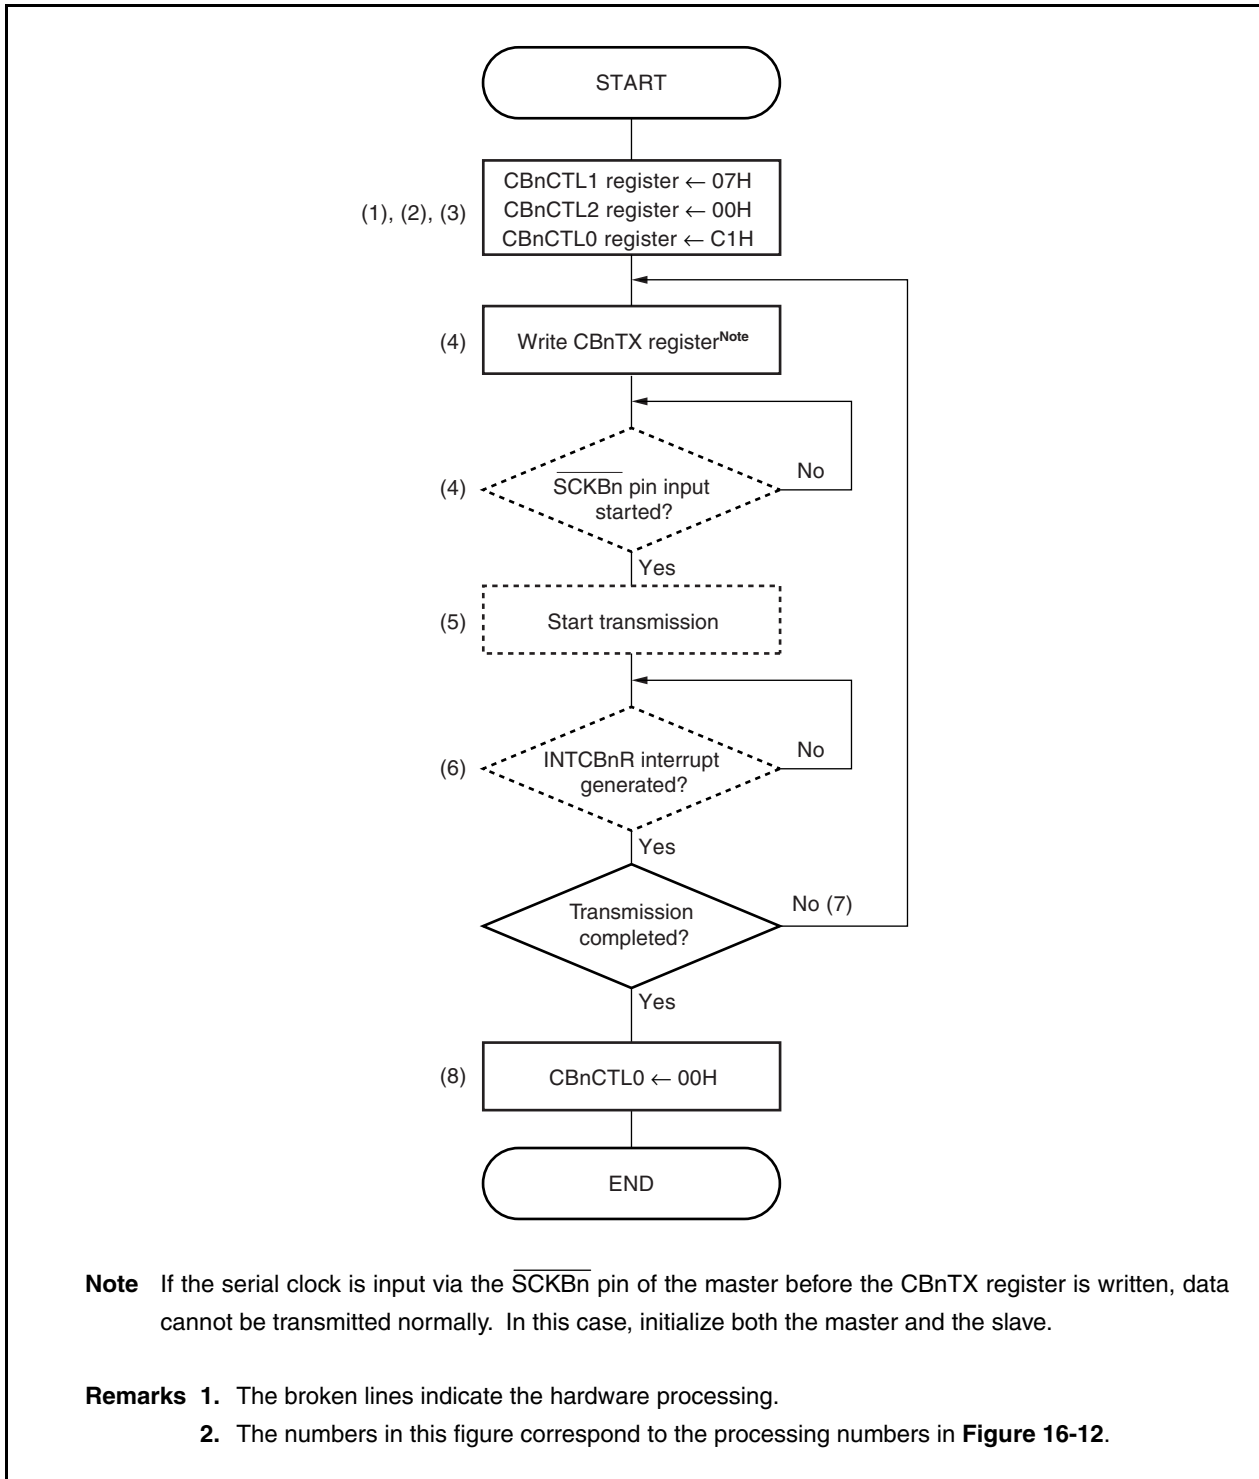 START
(1), (2), (3)
CBnCTL1 register ← 07H
CBnCTL2 register ← 00H
CBnCTL0 register ← C1H
(4)
Write CBnTX registerNote
(4)
SCKBn pin input
started?
No
Yes
(5)
Start transmission
(6)
INTCBnR interrupt
generated?
No
Yes
Transmission
completed?
No (7)
Yes
(8)
CBnCTL0 ← 00H
END
Note If the serial clock is input via the SCKBn pin of the master before the CBnTX register is written, data
cannot be transmitted normally. In this case, initialize both the master and the slave.
Remarks 1. The broken lines indicate the hardware processing.
2. The numbers in this figure correspond to the processing numbers in Figure 16-12.